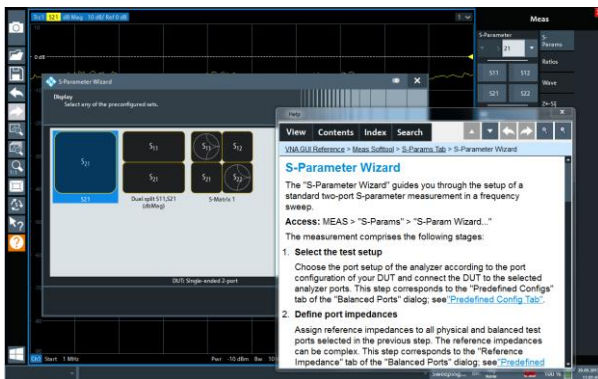 Trc1 S21 dB Mag 10 dB/ Ref 0 dB
1
Meas
S-Parameter
S 21
S-Params
Ratios
S11 S12
Wave
S21 S22
0 dB
S-Parameter Wizard
Display
Select any of the preconfigured sets.
S21
S11
S21
S11 S12
S21 S22
S21
Dual split S11,S21
(dBMag)
S-Matrix 1
DUT: Single-ended 2-port
Help
View Contents Index Search
VNA GUI Reference > Meas Softtool > S-Params Tab > S-Parameter Wizard
S-Parameter Wizard
The "S-Parameter Wizard" guides you through the setup of a
standard two-port S-parameter measurement in a frequency
sweep.
Access: MEAS > "S-Params" > "S-Param Wizard..."
The measurement comprises the following stages:
1. Select the test setup
Choose the port setup of the analyzer according to the port
configuration of your DUT and connect the DUT to the selected
analyzer ports. This step corresponds to the "Predefined Configs"
tab of the "Balanced Ports" dialog; see "Predefined Config Tab".
2. Define port impedances
Assign reference impedances to all physical and balanced test
ports selected in the previous step. The reference impedances
can be complex. This step corresponds to the "Reference
Impedance" tab of the "Balanced Ports" dialog; see "Predefined
Ch1 Start 1 MHz
Pwr -10 dBm Bw 10
Sweeping...
100 %